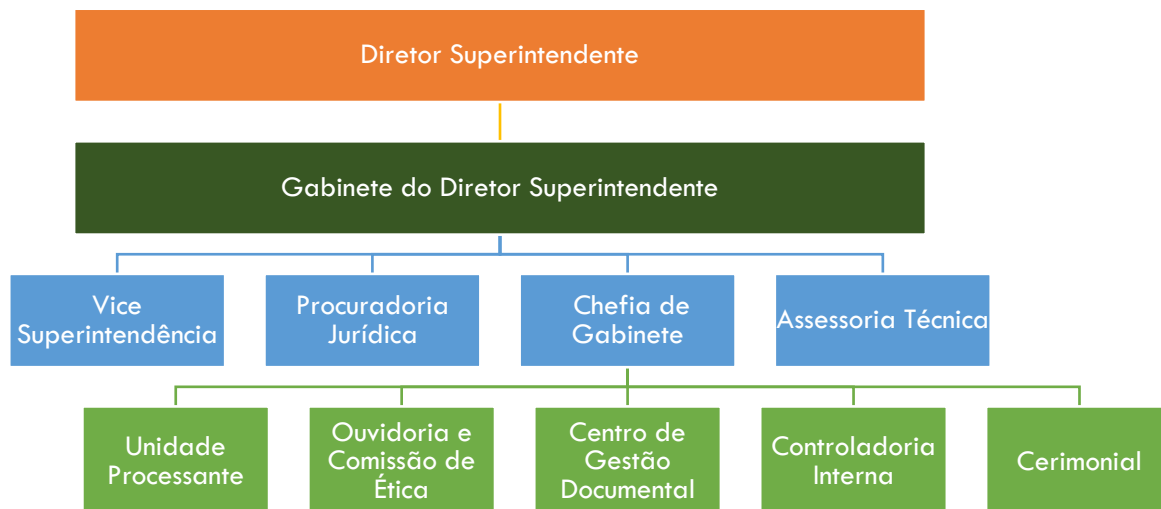 Diretor Superintendente
Gabinete do Diretor Superintendente
Vice
Superintendência
Procuradoria
Jurídica
Chefia de
Gabinete
Assessoria Técnica
Unidade
Processante
Ouvidoria e
Comissão de
Ética
Centro de
Gestão
Documental
Controladoria
Interna
Cerimonial